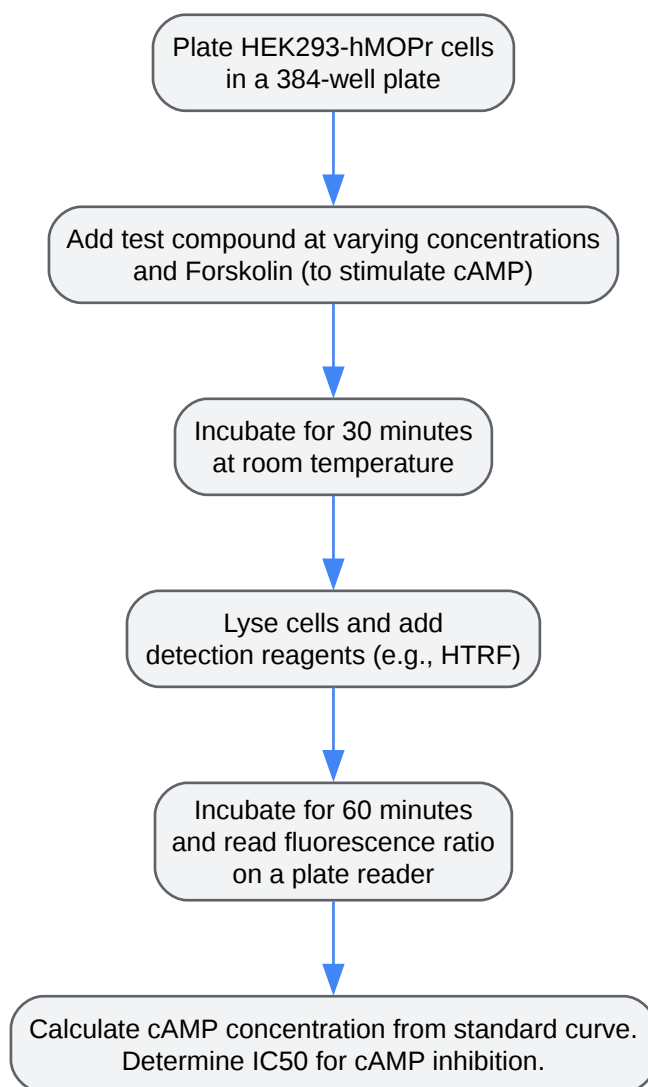 Plate HEK293-hMOPr cells
in a 384-well plate
Add test compound at varying concentrations
and Forskolin (to stimulate cAMP)
Incubate for 30 minutes
at room temperature
Lyse cells and add
detection reagents (e.g., HTRF)
Incubate for 60 minutes
and read fluorescence ratio
on a plate reader
Calculate cAMP concentration from standard curve.
Determine IC50 for cAMP inhibition.